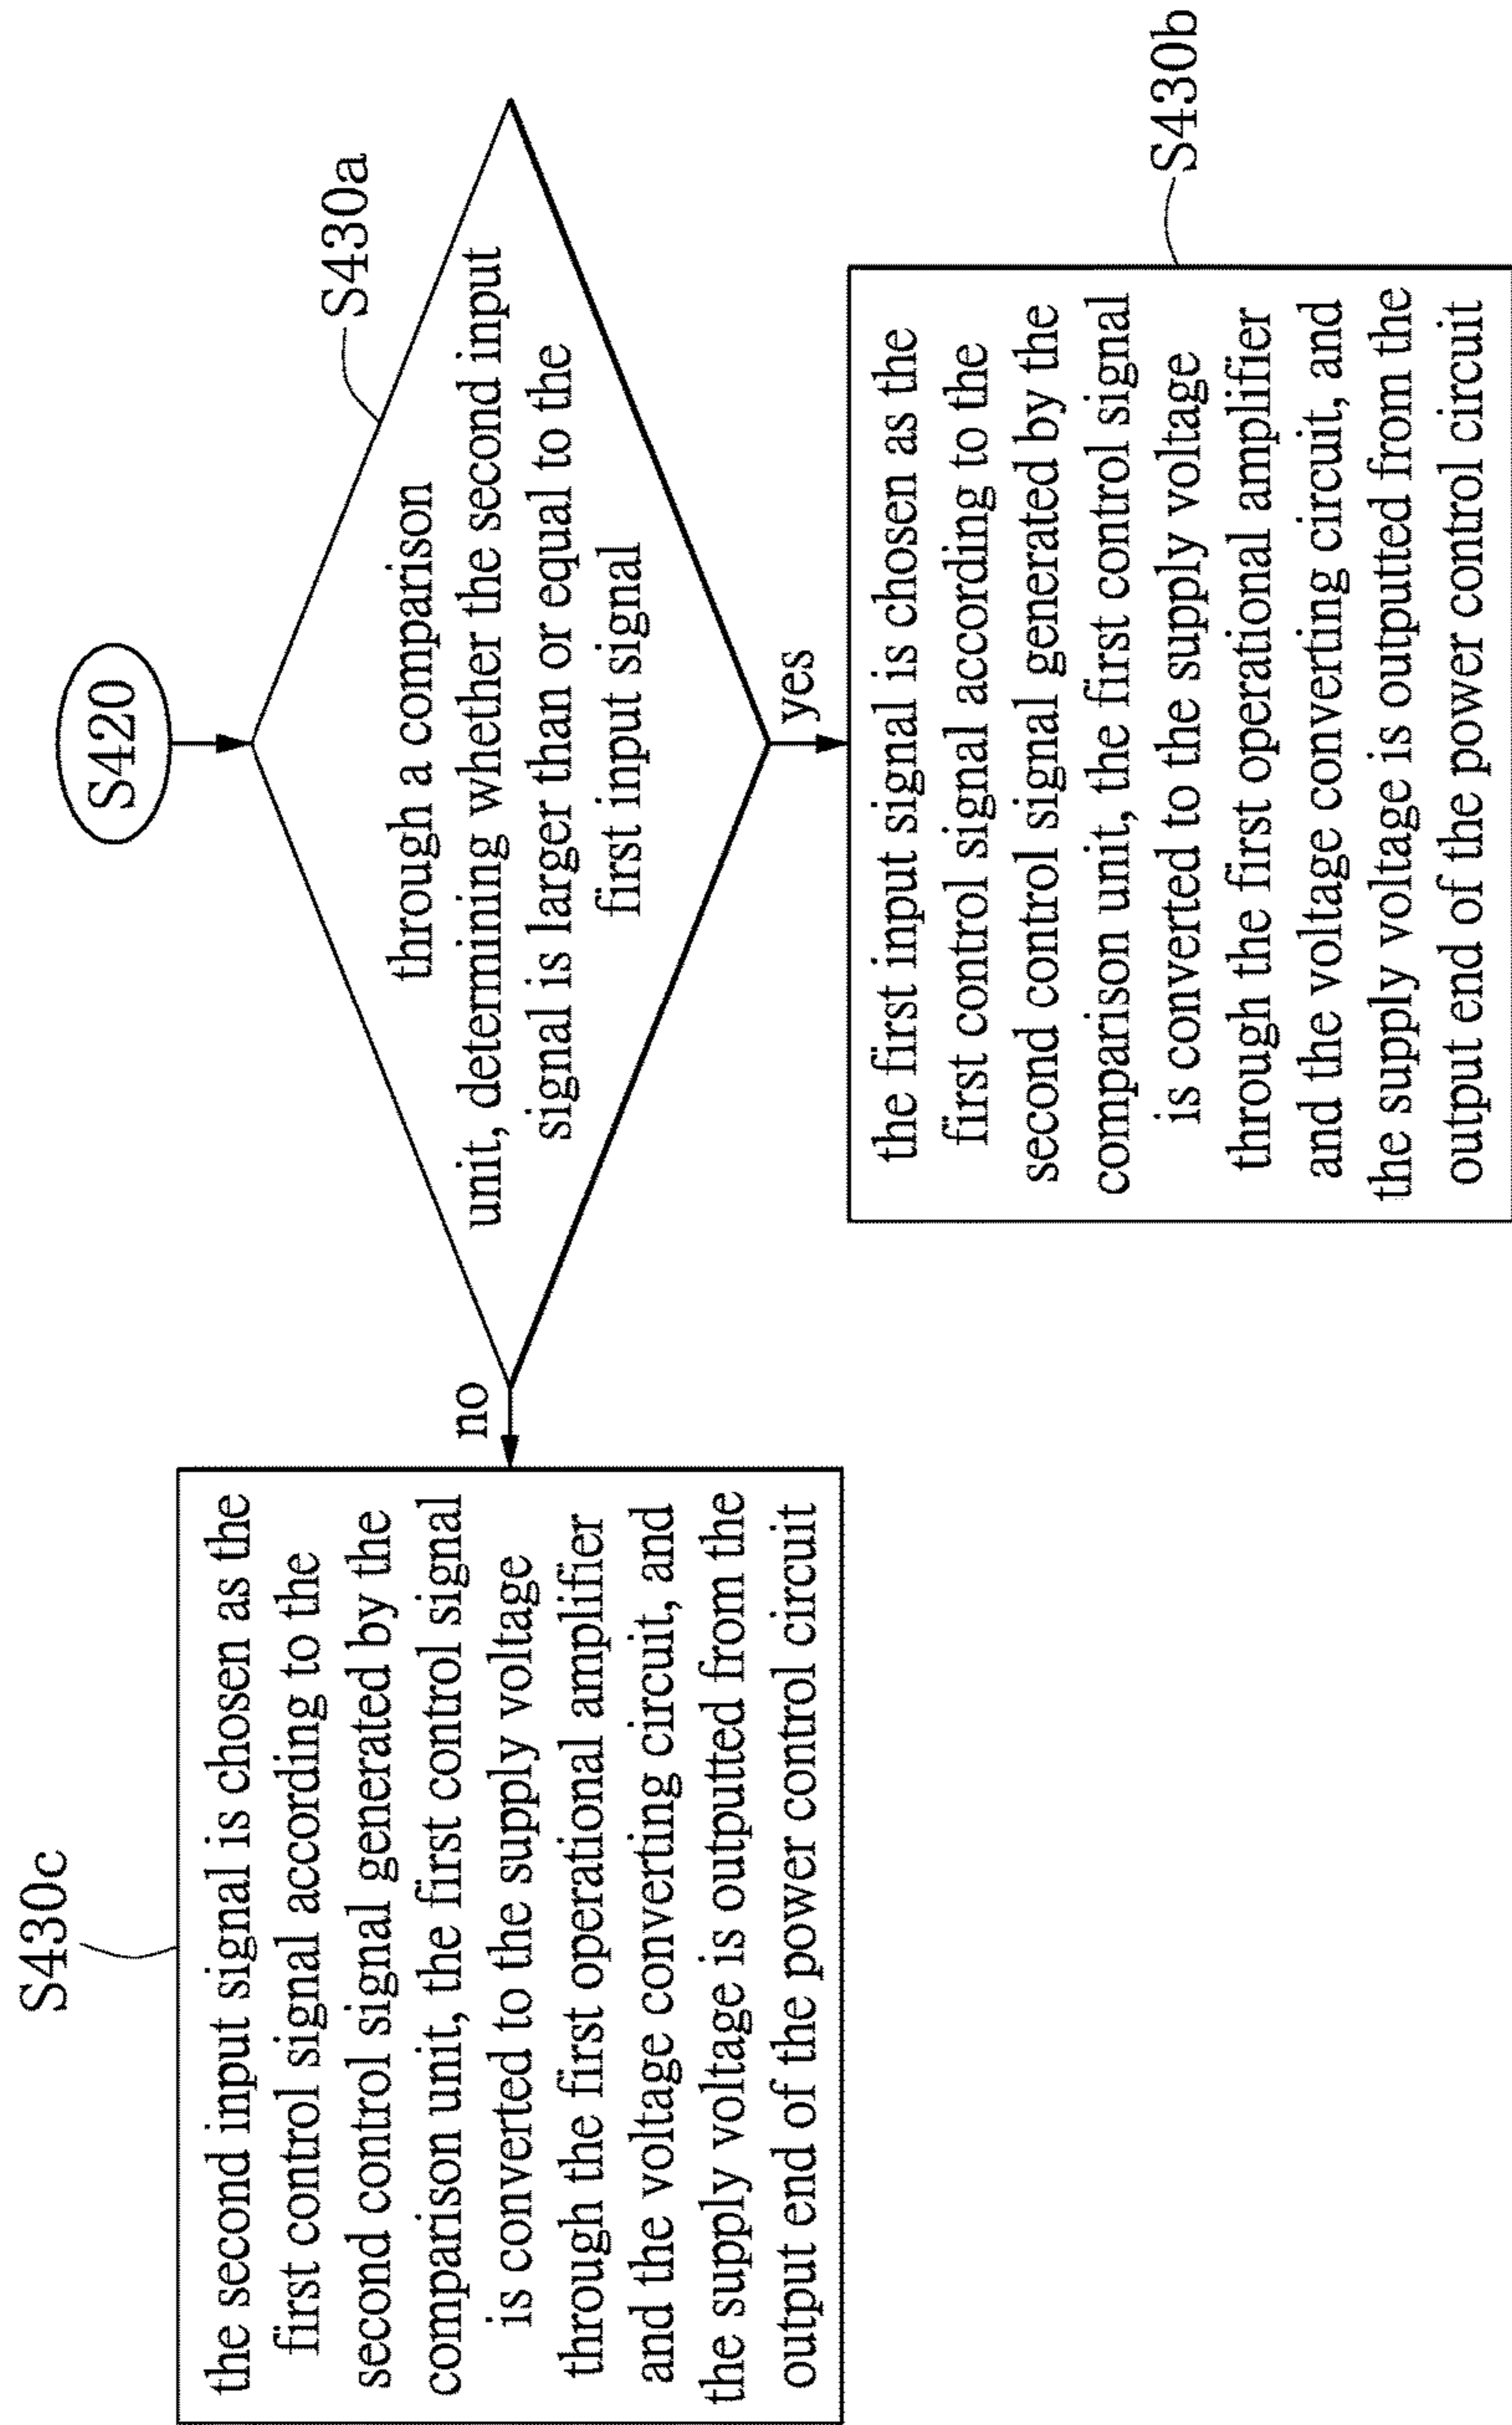 S420
S430a
through a comparison
unit, determining whether the second input
signal is larger than or equal to the
first input signal
no
yes
S430c
the second input signal is chosen as the
first control signal according to the
second control signal generated by the
comparison unit, the first control signal
is converted to the supply voltage
through the first operational amplifier
and the voltage converting circuit, and
the supply voltage is outputted from the
output end of the power control circuit
S430b
the first input signal is chosen as the
first control signal according to the
second control signal generated by the
comparison unit, the first control signal
is converted to the supply voltage
through the first operational amplifier
and the voltage converting circuit, and
the supply voltage is outputted from the
output end of the power control circuit